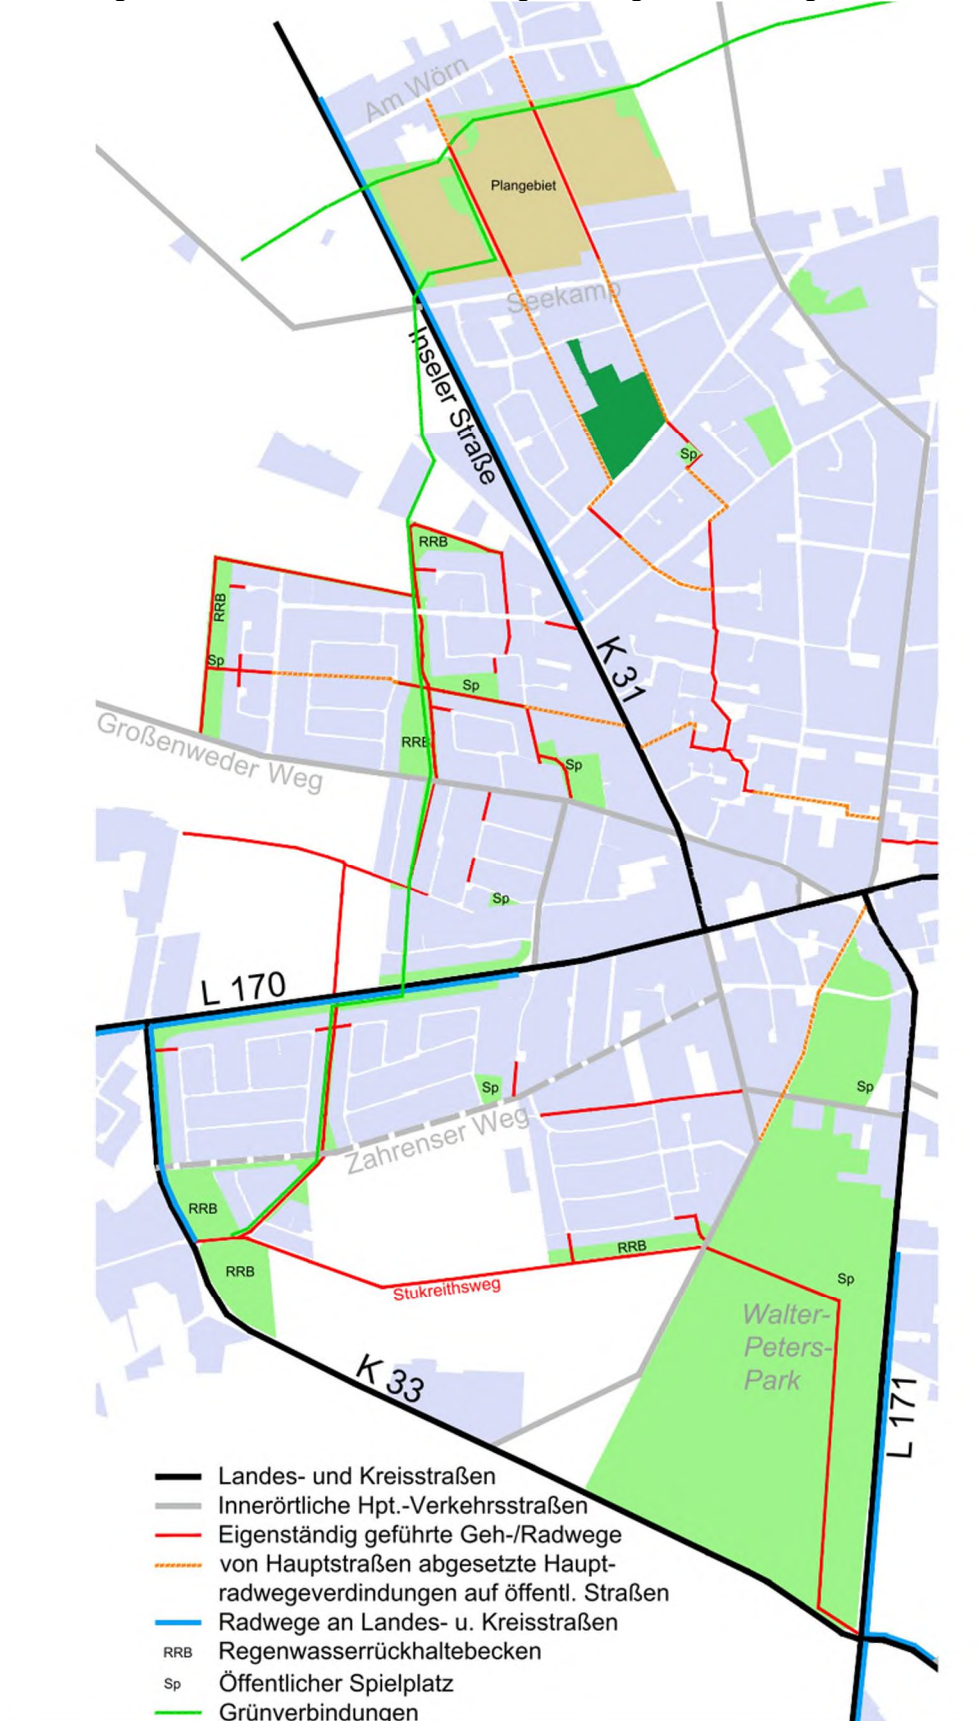 Am Wörn
Plangebiet
Seekamp
Inseler Straße
Sp
RRB
RRB
Sp
K 31
Sp
Großenweder Weg
RRB
Sp
Sp
L 170
Sp
Sp
Zahrenser Weg
RRB
RRB
RRB
Stukreithsweg
Sp
Walter-
Peters-
Park
K 33
L 171
Landes- und Kreisstraßen
Innerörtliche Hpt.-Verkehrsstraßen
Eigenständig geführte Geh-/Radwege
von Hauptstraßen abgesetzte Haupt-
radwegeverdindungen auf öffentl. Straßen
Radwege an Landes- u. Kreisstraßen
RRB Regenwasserrückhaltebecken
Sp Öffentlicher Spielplatz
Grünverbindungen